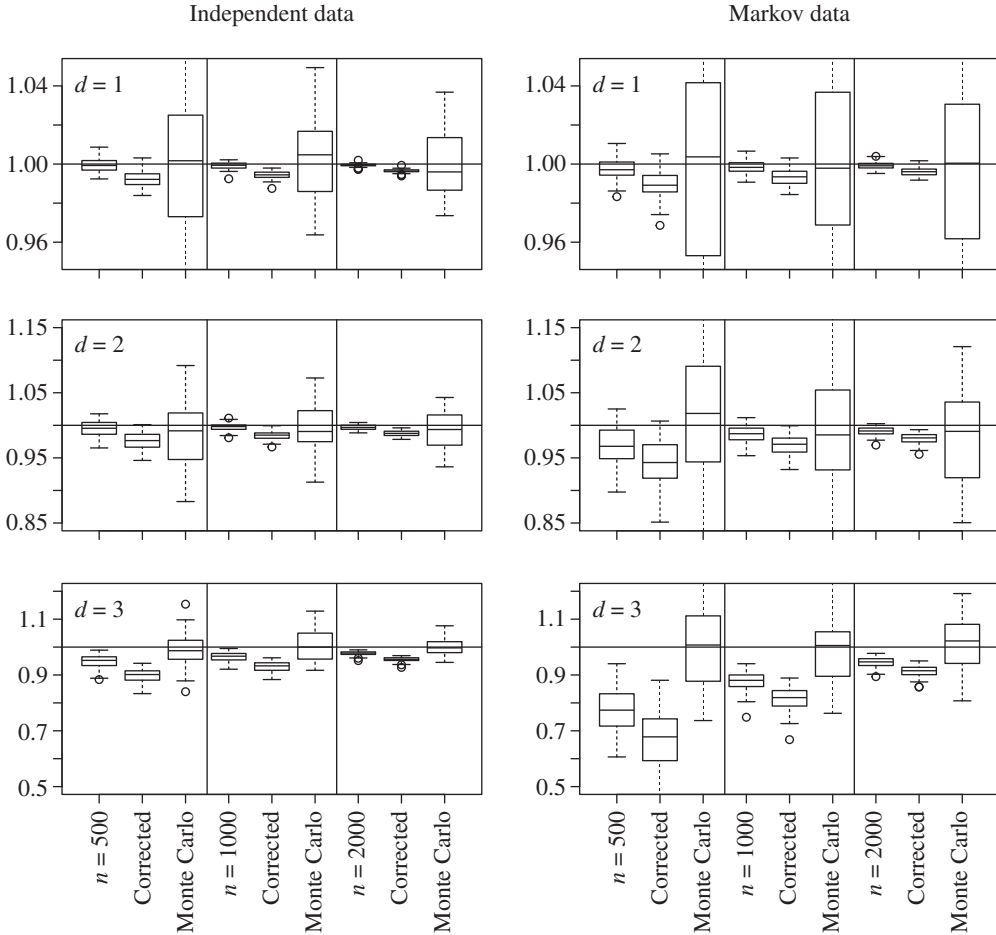 Independent data
Markov data
d = 1
1.04
1.00
0.96
d = 1
1.04
1.00
0.96
d = 2
1.15
1.05
0.95
0.85
d = 2
1.15
1.05
0.95
0.85
d = 3
1.1
0.9
0.7
0.5
d = 3
1.1
0.9
0.7
0.5
n = 500
Corrected
Monte Carlo
n = 1000
Corrected
Monte Carlo
n = 2000
Corrected
Monte Carlo
n = 500
Corrected
Monte Carlo
n = 1000
Corrected
Monte Carlo
n = 2000
Corrected
Monte Carlo